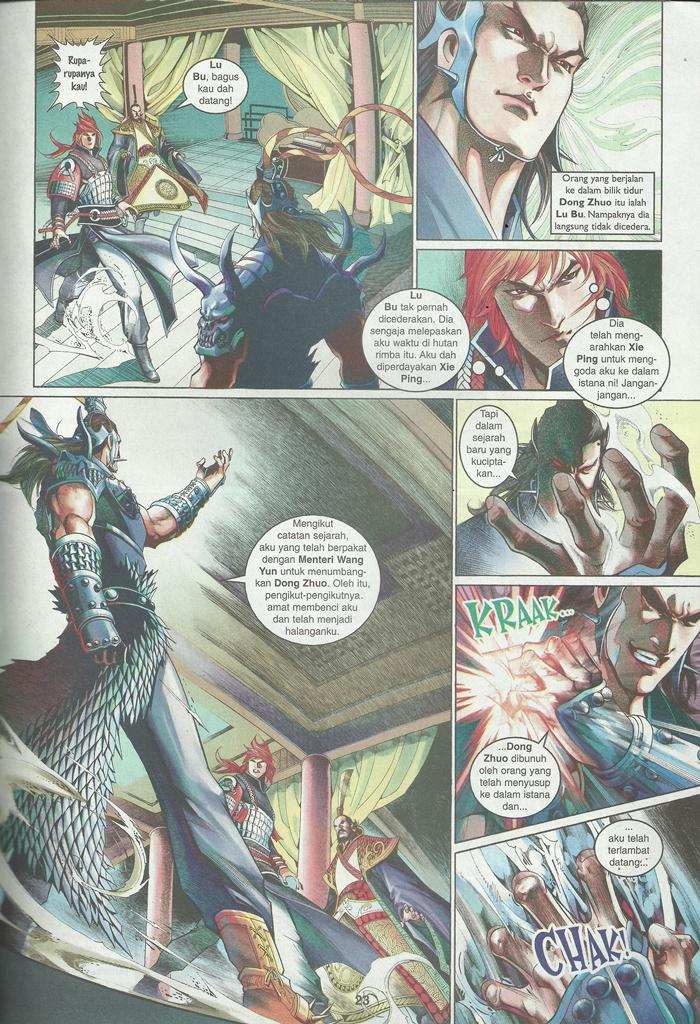 Rupa-
rupanya
kau!
Lu
Bu, bagus
kau dah
datang!
Orang yang berjalan
ke dalam bilik tidur
Dong Zhuo itu ialah
Lu Bu. Nampaknya dia
langsung tidak dicedera.
Lu
Bu tak pernah
dicederakan. Dia
sengaja melepaskan
aku waktu di hutan
rimba itu. Aku dah
diperdayakan Xie
Ping...
Dia
telah meng-
arahkan Xie
Ping untuk meng-
goda aku ke dalam
istana ni! Jangan-
jangan...
Mengikut
catatan sejarah,
aku yang telah berpakat
dengan Menteri Wang
Yun untuk menumbang-
kan Dong Zhuo. Oleh itu,
pengikut-pengikutnya
amat membenci aku
dan telah menjadi
halanganku.
Tapi
dalam
sejarah
baru yang
kucipta-
kan...
KRAAK...
...Dong
Zhuo dibunuh
oleh orang yang
telah menyusup
ke dalam istana
dan...
...
aku telah
terlambat
datang...
CHAK!
23